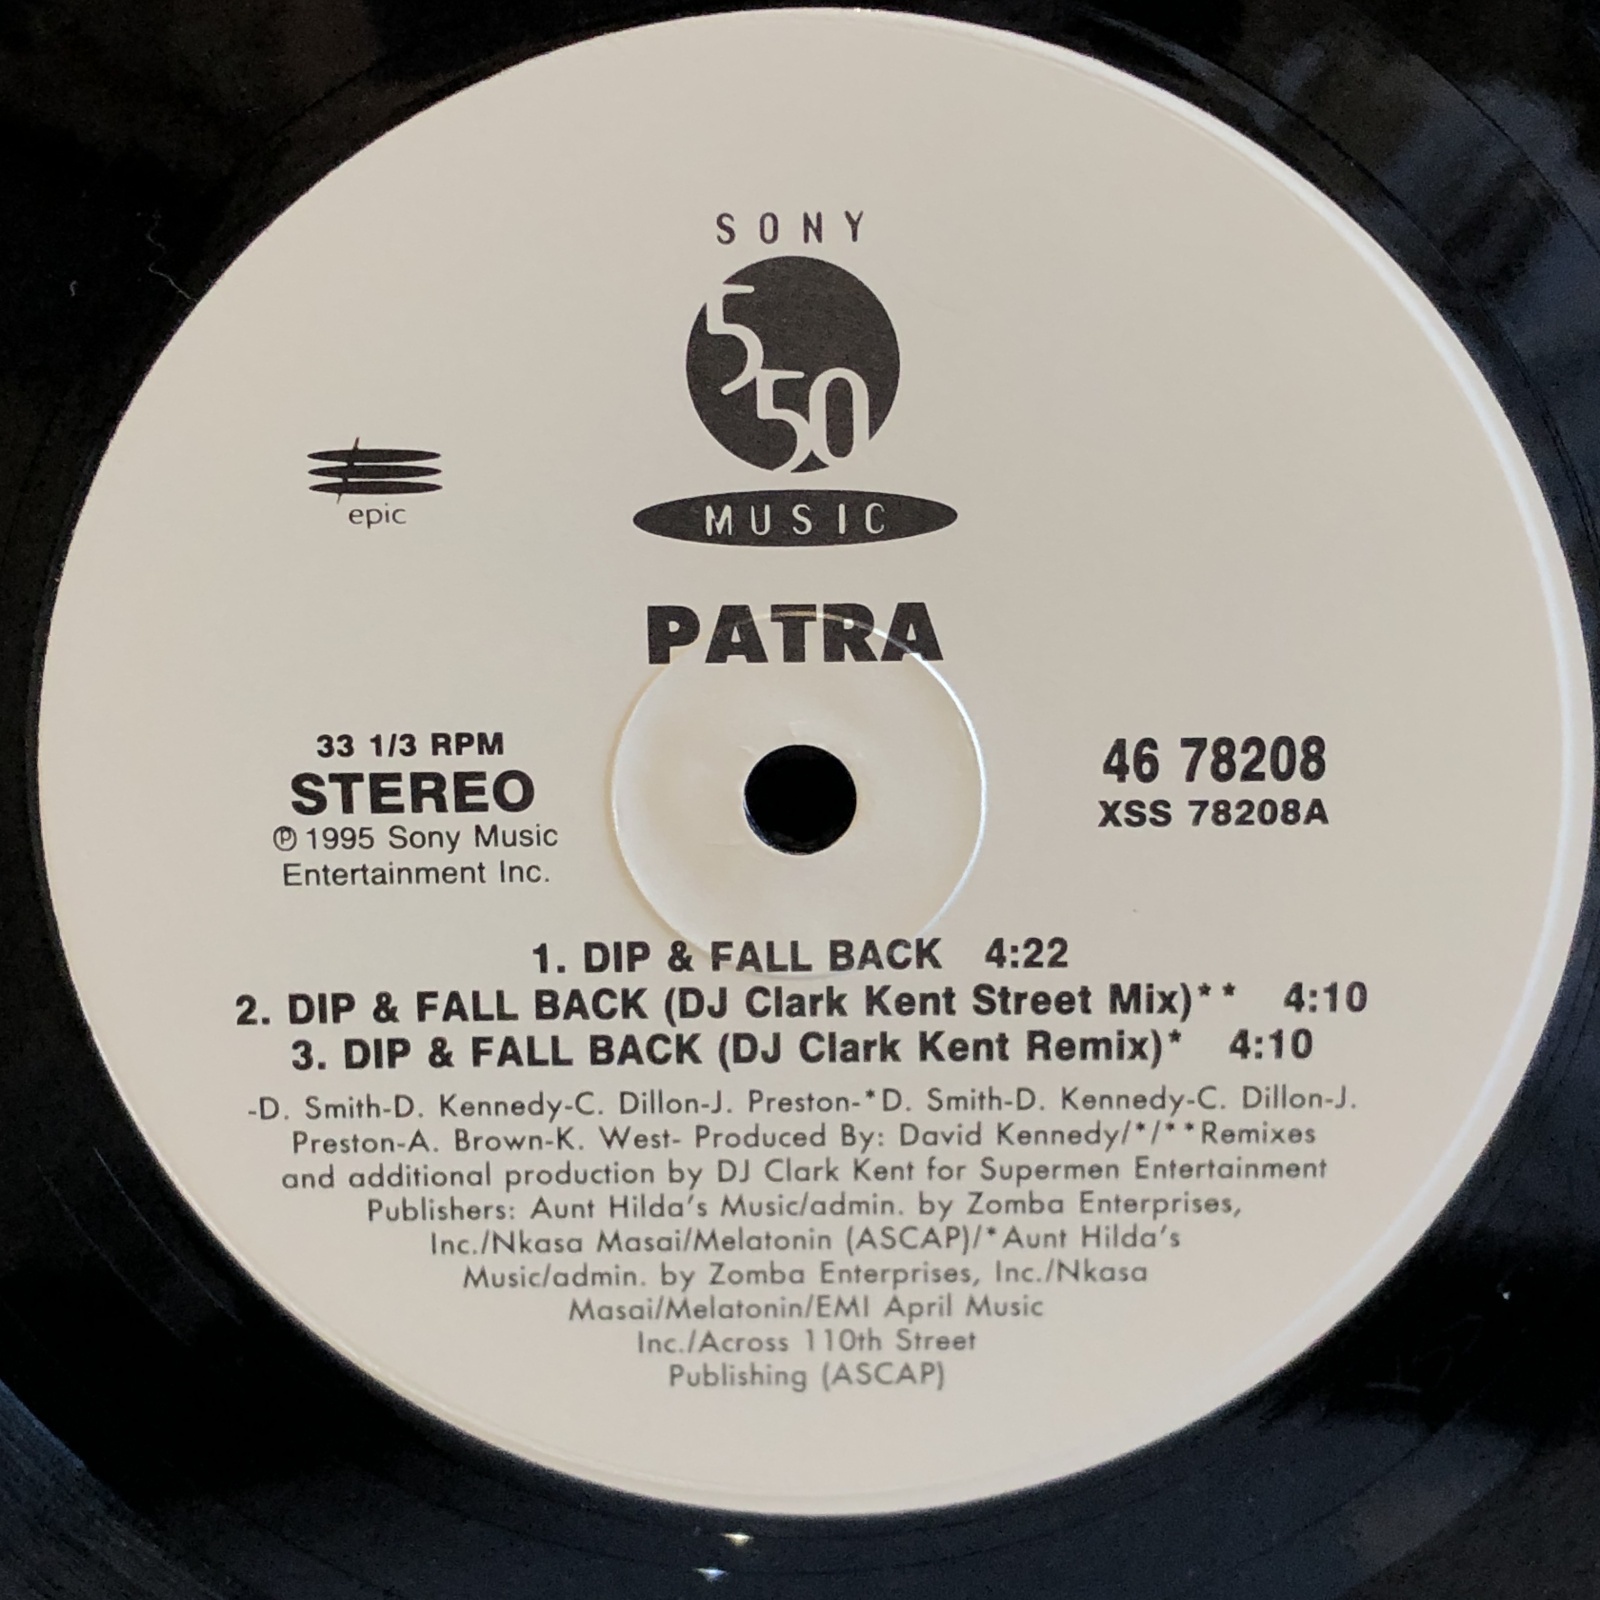 SONY
550
MUSIC
epic
PATRA
33 1/3 RPM
STEREO
℗ 1995 Sony Music
Entertainment Inc.
46 78208
XSS 78208A
1. DIP & FALL BACK 4:22
2. DIP & FALL BACK (DJ Clark Kent Street Mix)** 4:10
3. DIP & FALL BACK (DJ Clark Kent Remix)* 4:10
-D. Smith-D. Kennedy-C. Dillon-J. Preston-*D. Smith-D. Kennedy-C. Dillon-J.
Preston-A. Brown-K. West- Produced By: David Kennedy/*/**Remixes
and additional production by DJ Clark Kent for Supermen Entertainment
Publishers: Aunt Hilda's Music/admin. by Zomba Enterprises,
Inc./Nkasa Masai/Melatonin (ASCAP)/*Aunt Hilda's
Music/admin. by Zomba Enterprises, Inc./Nkasa
Masai/Melatonin/EMI April Music
Inc./Across 110th Street
Publishing (ASCAP)